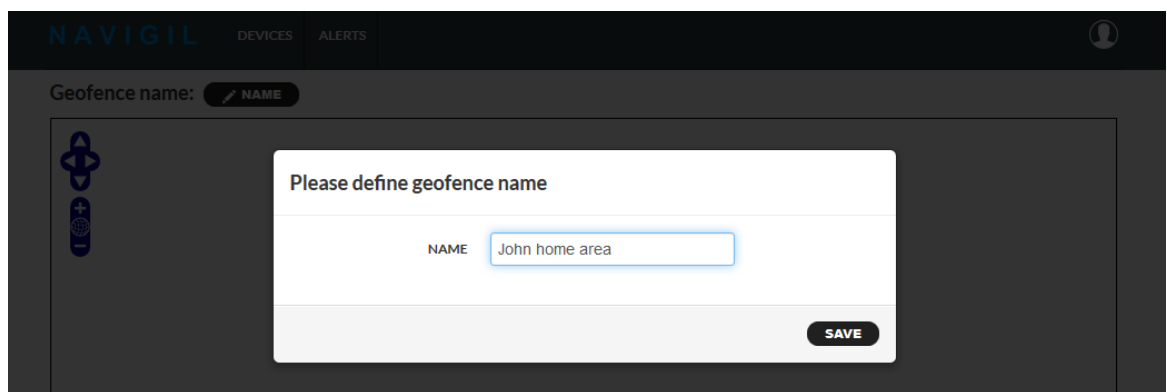 NAVIGIL DEVICES ALERTS
Geofence name: NAME
Please define geofence name
NAME John home area
SAVE